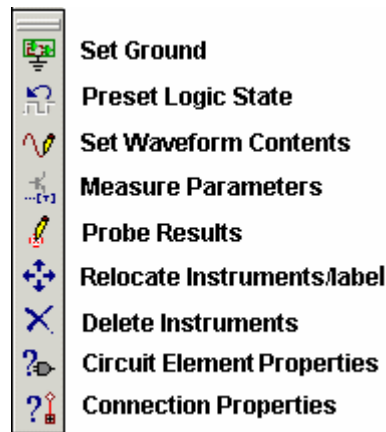 Set Ground
Preset Logic State
Set Waveform Contents
Measure Parameters
Probe Results
Relocate Instruments/label
Delete Instruments
Circuit Element Properties
Connection Properties